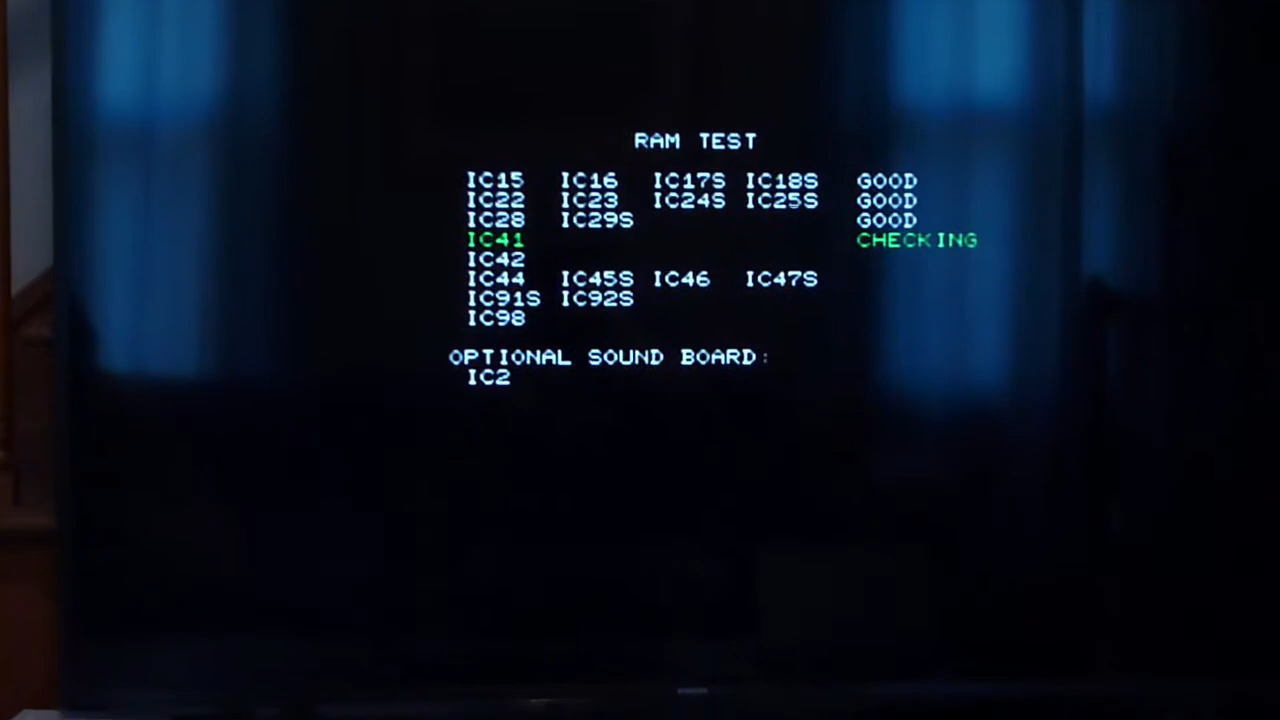 RAM TEST
IC15 IC16 IC17S IC18S GOOD
IC22 IC23 IC24S IC25S GOOD
IC28 IC29S GOOD
IC41 CHECKING
IC42
IC44 IC45S IC46 IC47S
IC91S IC92S
IC98
OPTIONAL SOUND BOARD:
IC2